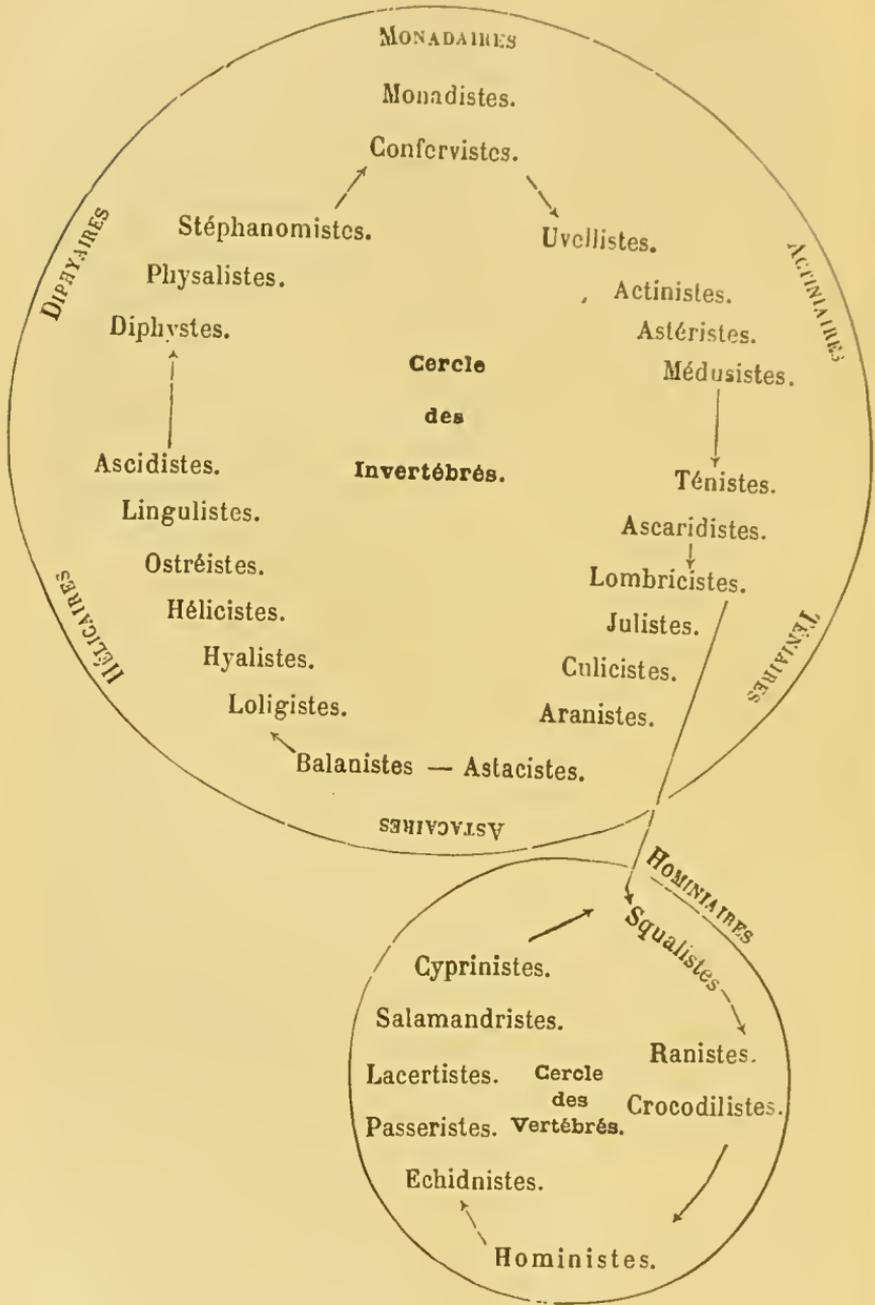 MONADAIRES
Monadistes.
Confervistes.
Stéphanomistes.
Uvellistes.
DIPHYAIRES
ACTINIAIRES
Physalistes.
Actinistes.
Diphystes.
Astéristes.
Cercle
des
Invertébrés.
Médusistes.
Ascidistes.
Ténistes.
Lingulistes.
Ascaridistes.
Ostréistes.
Lombricistes.
HÉLICAIRES
TÉNIAIRES
Hélicistes.
Julistes.
Hyalistes.
Culicistes.
Loligistes.
Aranistes.
Balanistes — Astacistes.
ASTACAIRES
HOMINIAIRES
Squalistes
Cyprinistes.
Salamandristes.
Ranistes.
Lacertistes.
Cercle
des
Vertébrés.
Crocodilistes.
Passeristes.
Echidnistes.
Hoministes.